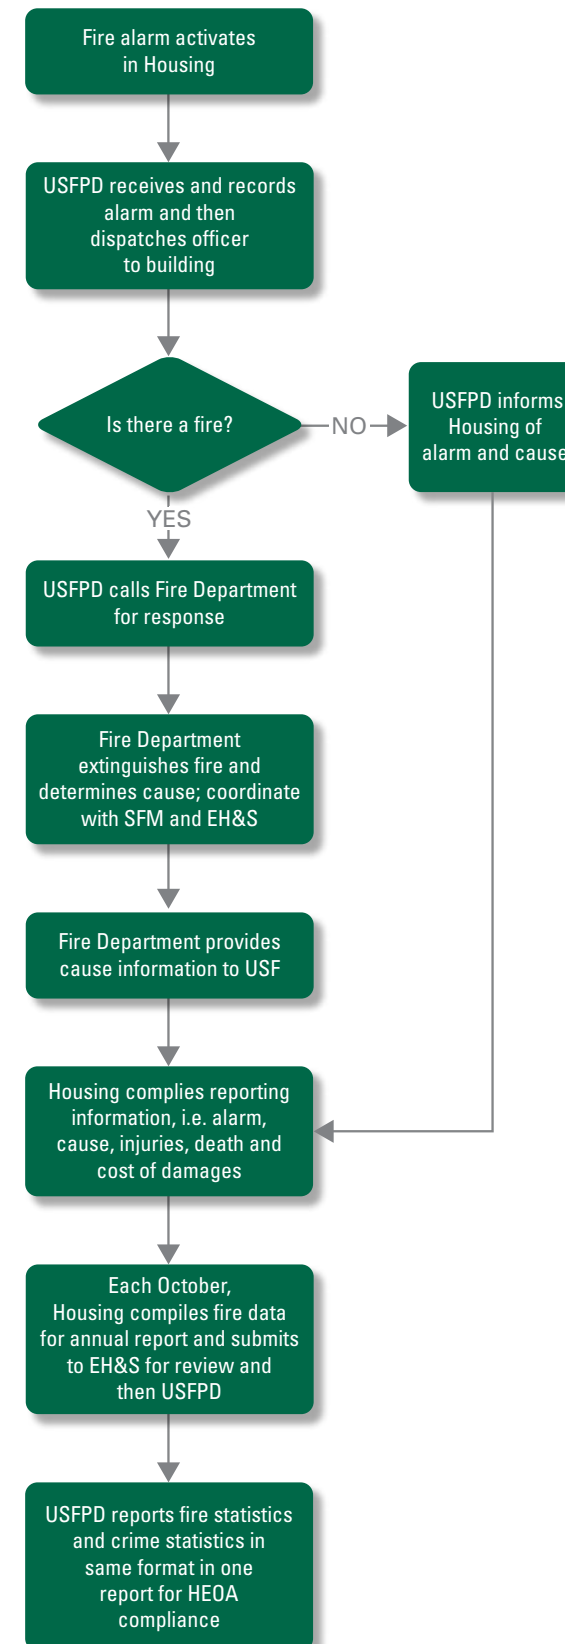 Fire alarm activates
in Housing
USFPD receives and records
alarm and then
dispatches officer
to building
Is there a fire?
NO
USFPD informs
Housing of
alarm and cause
YES
USFPD calls Fire Department
for response
Fire Department
extinguishes fire and
determines cause; coordinate
with SFM and EH&S
Fire Department provides
cause information to USF
Housing complies reporting
information, i.e. alarm,
cause, injuries, death and
cost of damages
Each October,
Housing compiles fire data
for annual report and submits
to EH&S for review and
then USFPD
USFPD reports fire statistics
and crime statistics in
same format in one
report for HEOA
compliance